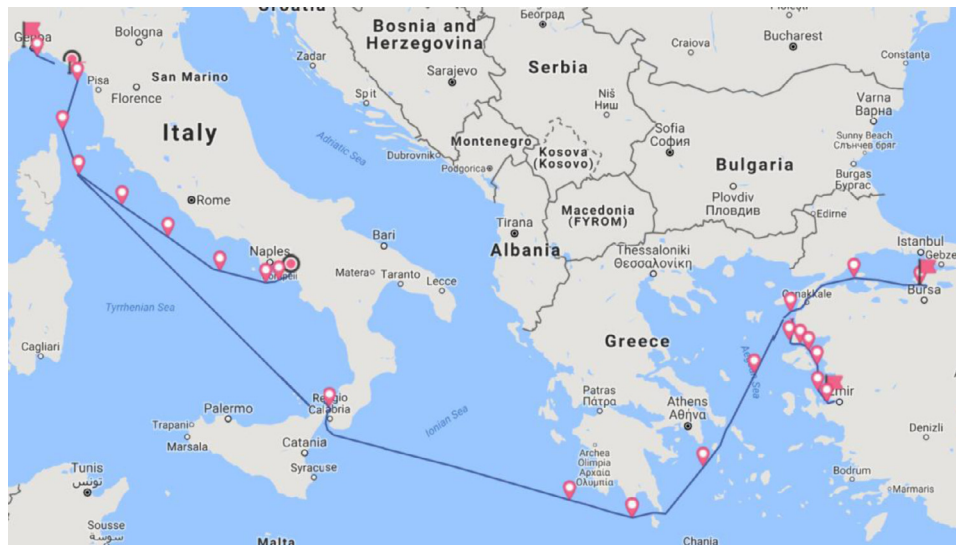 Croatia
Genoa
Bologna
Bosnia and
Herzegovina
Београд
Craiova
Bucharest
Constanța
Zadar
Sarajevo
Serbia
Pisa
Florence
San Marino
Split
Niš
Ниш
Varna
Варна
Italy
Adriatic Sea
Dubrovnik
Montenegro
Podgorica
Kosova
(Kosovo)
Sofia
София
Sunny Beach
Слънчев бряг
Bulgaria
Burgas
Бургас
Rome
Plovdiv
Пловдив
Macedonia
(FYROM)
Tirana
Edirne
Bari
Albania
Thessaloniki
Θεσσαλονίκη
Istanbul
Gebze
Naples
Pompeii
Matera
Taranto
Lecce
Bursa
Çanakkale
Tyrrhenian Sea
Greece
Cagliari
Aegean Sea
Reggio
Calabria
Palermo
Ionian Sea
Patras
Πάτρα
Athens
Αθήνα
Izmir
Trapani
Marsala
Catania
Denizli
Syracuse
Archea
Olimpia
Αρχαία
Ολυμπία
Tunis
تونس
Bodrum
Marmaris
Sousse
سوسة
Malta
Chania